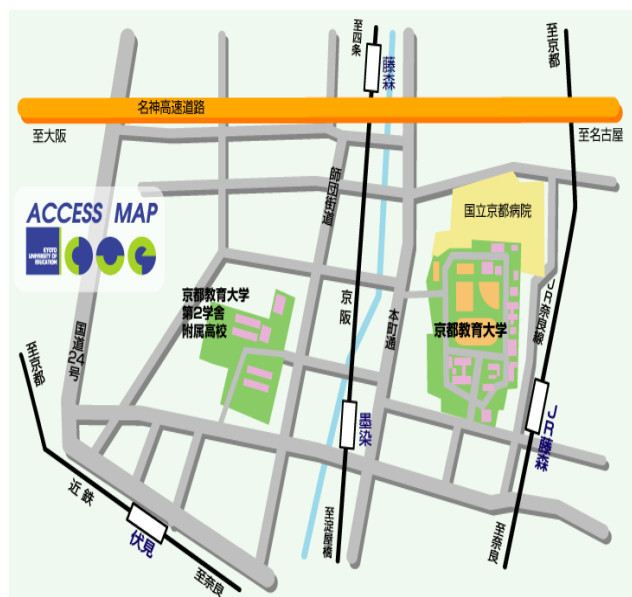 至四条
藤森
至京都
名神高速道路
至大阪
至名古屋
師団街道
国立京都病院
ACCESS MAP
KYOTO
UNIVERSITY OF
EDUCATION
京都教育大学
第2学舎
附属高校
京阪
本町通
京都教育大学
JR奈良線
国道24号
至京都
墨染
JR藤森
近鉄
伏見
至奈良
至淀屋橋
至奈良